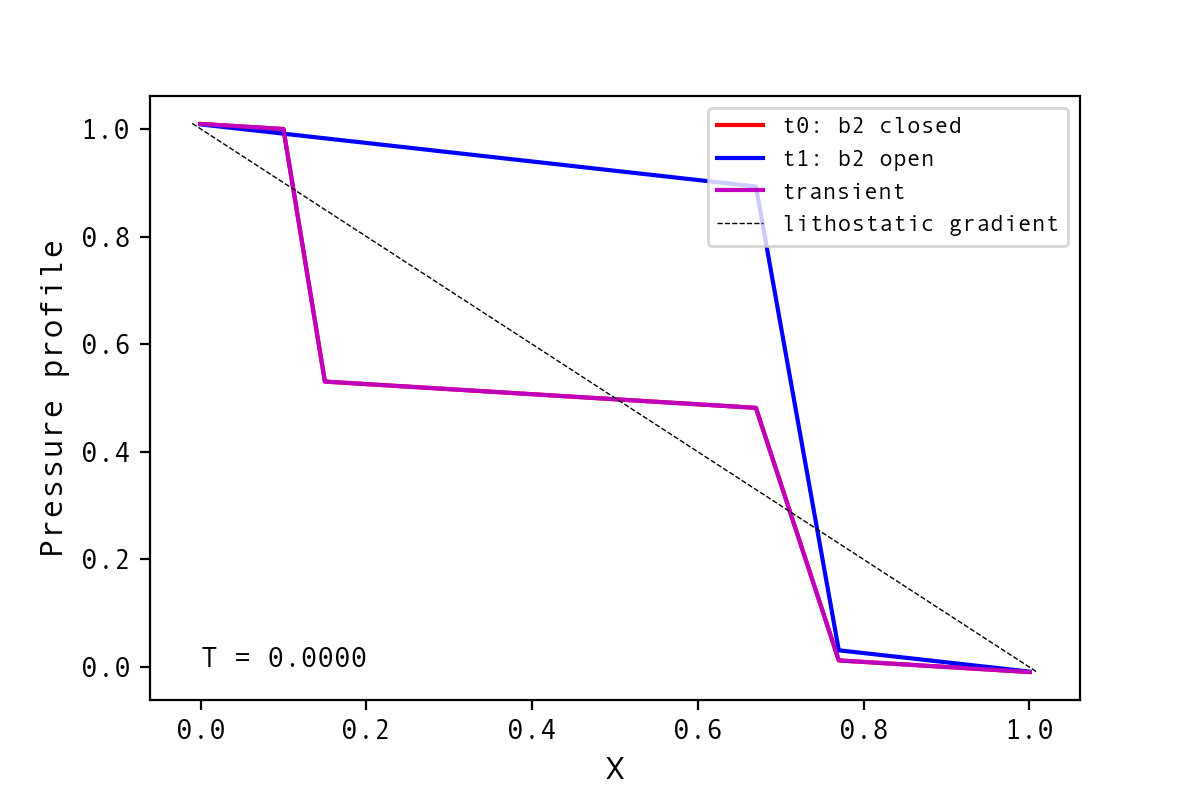 t0: b2 closed
t1: b2 open
transient
lithostatic gradient
Pressure profile
1.0
0.8
0.6
0.4
0.2
0.0
T = 0.0000
0.0 0.2 0.4 0.6 0.8 1.0
X